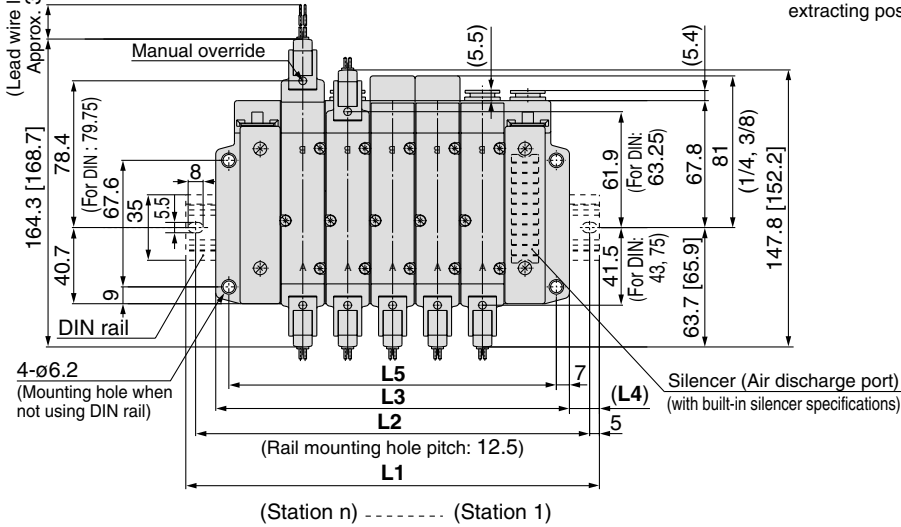 (Lead wire
Approx.
extracting pos
Manual override
(5.5)
(5.4)
164.3 [168.7]
78.4
(For DIN : 79.75)
67.6
8
35
5.5
40.7
9
B
B
B
B
B
A
A
A
A
A
61.9
(For DIN:
63.25)
67.8
81
(1/4, 3/8)
147.8 [152.2]
41.5
(For DIN:
43, 75)
63.7 [65.9]
DIN rail
4-ø6.2
(Mounting hole when
not using DIN rail)
L5
7
L3
(L4)
L2
5
(Rail mounting hole pitch: 12.5)
L1
Silencer (Air discharge port)
(with built-in silencer specifications)
(Station n) ------- (Station 1)